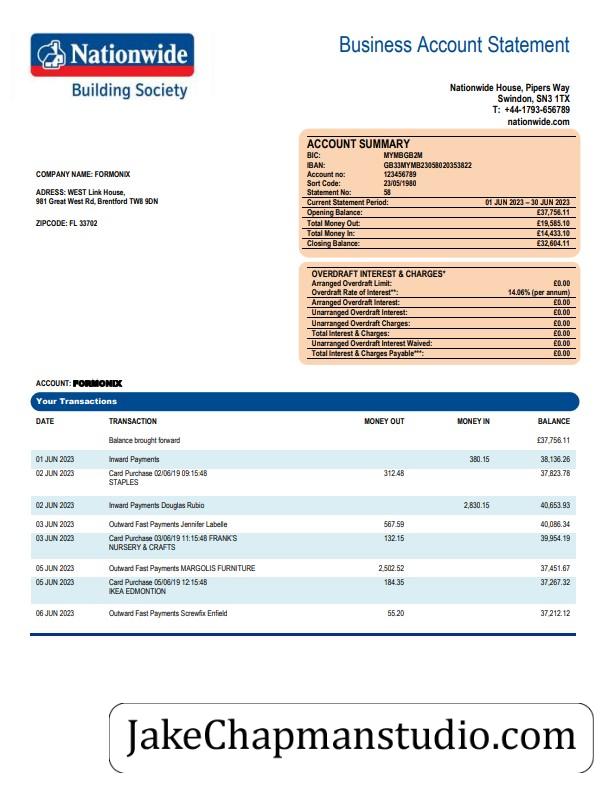 Nationwide
Building Society
Business Account Statement
Nationwide House, Pipers Way
Swindon, SN3 1TX
T: +44-1793-656789
nationwide.com
COMPANY NAME: FORMONIX
ADRESS: WEST Link House,
981 Great West Rd, Brentford TW8 9DN
ZIPCODE: FL 33702
ACCOUNT SUMMARY
BIC: MYMBGB2M
IBAN: GB33MYMB23058020353822
Account no: 123456789
Sort Code: 23/05/1980
Statement No: 58
Current Statement Period: 01 JUN 2023 – 30 JUN 2023
Opening Balance: £37,756.11
Total Money Out: £19,585.10
Total Money In: £14,433.10
Closing Balance: £32,604.11
OVERDRAFT INTEREST & CHARGES*
Arranged Overdraft Limit: £0.00
Overdraft Rate of Interest**: 14.06% (per annum)
Arranged Overdraft Interest: £0.00
Unarranged Overdraft Interest: £0.00
Unarranged Overdraft Charges: £0.00
Total Interest & Charges: £0.00
Unarranged Overdraft Interest Waived: £0.00
Total Interest & Charges Payable***: £0.00
ACCOUNT: FORMONIX
Your Transactions
DATE TRANSACTION MONEY OUT MONEY IN BALANCE
Balance brought forward £37,756.11
01 JUN 2023 Inward Payments 380.15 38,136.26
02 JUN 2023 Card Purchase 02/06/19 09:15:48 312.48 37,823.78
STAPLES
02 JUN 2023 Inward Payments Douglas Rubio 2,830.15 40,653.93
03 JUN 2023 Outward Fast Payments Jennifer Labelle 567.59 40,086.34
03 JUN 2023 Card Purchase 03/06/19 11:15:48 FRANK'S 132.15 39,954.19
NURSERY & CRAFTS
05 JUN 2023 Outward Fast Payments MARGOLIS FURNITURE 2,502.52 37,451.67
05 JUN 2023 Card Purchase 05/06/19 12:15:48 184.35 37,267.32
IKEA EDMONTION
06 JUN 2023 Outward Fast Payments Screwfix Enfield 55.20 37,212.12
JakeChapmanstudio.com